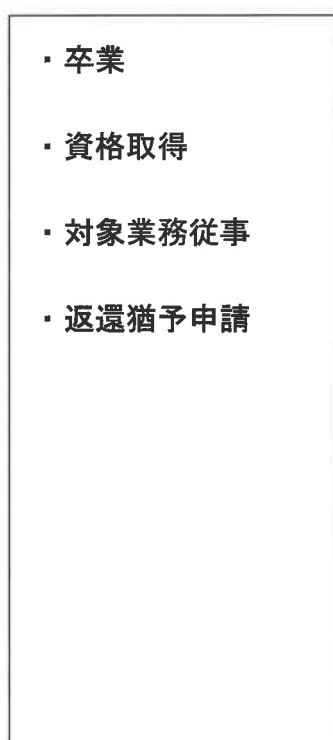 ・卒業
・資格取得
・対象業務従事
・返還猶予申請